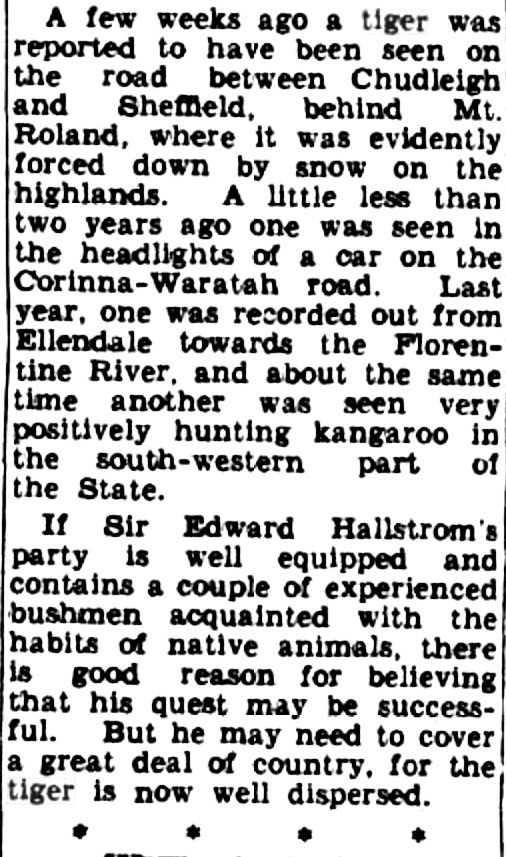 A few weeks ago a tiger was
reported to have been seen on
the road between Chudleigh
and Sheffield, behind Mt.
Roland, where it was evidently
forced down by snow on the
highlands. A little less than
two years ago one was seen in
the headlights of a car on the
Corinna-Waratah road. Last
year, one was recorded out from
Ellendale towards the Floren-
tine River, and about the same
time another was seen very
positively hunting kangaroo in
the south-western part of
the State.
If Sir Edward Hallstrom's
party is well equipped and
contains a couple of experienced
bushmen acquainted with the
habits of native animals, there
is good reason for believing
that his quest may be success-
ful. But he may need to cover
a great deal of country, for the
tiger is now well dispersed.
* * * *